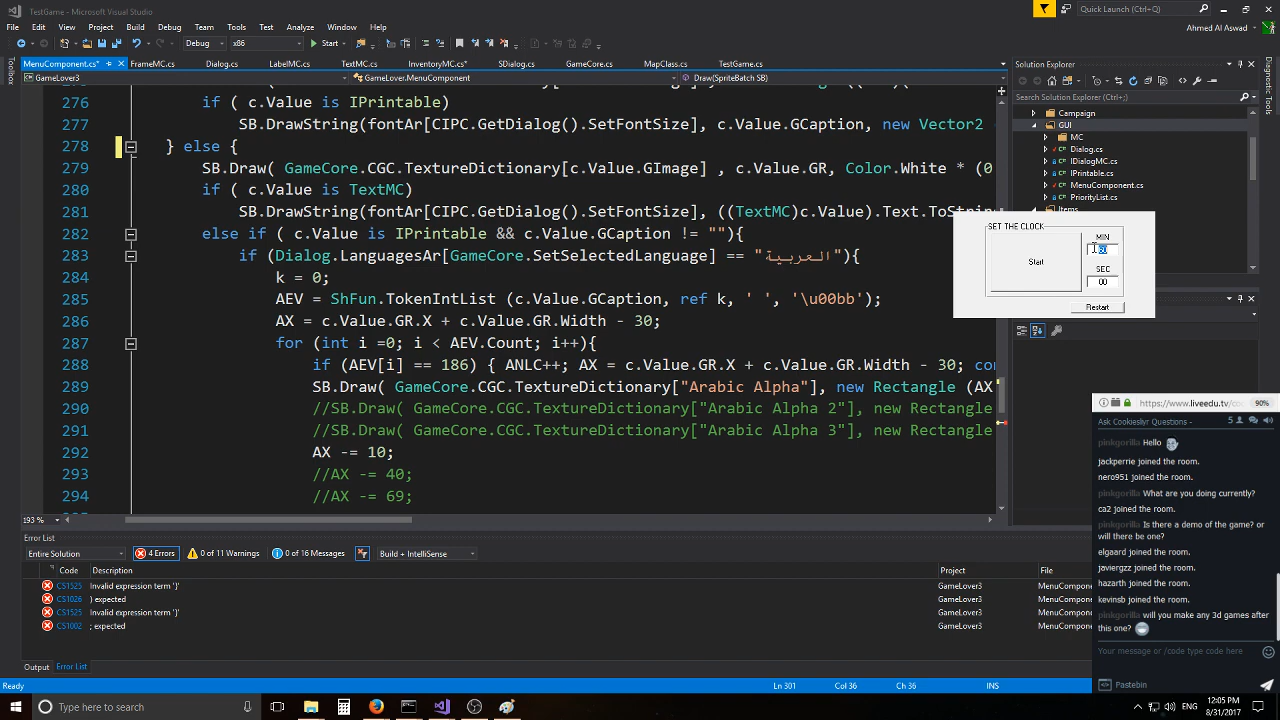 TestGame - Microsoft Visual Studio
Quick Launch (Ctrl+Q)
File Edit View Project Build Debug Team Tools Test Analyze Window Help
Ahmed Al Aswad
Debug x86 Start
MenuComponent.cs* FrameMC.cs Dialog.cs LabelMC.cs TextMC.cs InventoryMC.cs* SDialog.cs GameCore.cs MapClass.cs TestGame.cs
GameLover3 GameLover.MenuComponent Draw(SpriteBatch SB)
Toolbox
276 if ( c.Value is IPrintable)
277 SB.DrawString(fontAr[CIPC.GetDialog().SetFontSize], c.Value.GCaption, new Vector2
278 } else {
279 SB.Draw( GameCore.CGC.TextureDictionary[c.Value.GImage] , c.Value.GR, Color.White * (0
280 if ( c.Value is TextMC)
281 SB.DrawString(fontAr[CIPC.GetDialog().SetFontSize], ((TextMC)c.Value).Text.ToStrin
282 else if ( c.Value is IPrintable && c.Value.GCaption != ""){
283 if (Dialog.LanguagesAr[GameCore.SetSelectedLanguage] == "العربية"){
284 k = 0;
285 AEV = ShFun.TokenIntList (c.Value.GCaption, ref k, ' ', '\u00bb');
286 AX = c.Value.GR.X + c.Value.GR.Width - 30;
287 for (int i =0; i < AEV.Count; i++){
288 if (AEV[i] == 186) { ANLC++; AX = c.Value.GR.X + c.Value.GR.Width - 30; con
289 SB.Draw( GameCore.CGC.TextureDictionary["Arabic Alpha"], new Rectangle (AX
290 //SB.Draw( GameCore.CGC.TextureDictionary["Arabic Alpha 2"], new Rectangle
291 //SB.Draw( GameCore.CGC.TextureDictionary["Arabic Alpha 3"], new Rectangle
292 AX -= 10;
293 //AX -= 40;
294 //AX -= 69;
193 %
Solution Explorer
Search Solution Explorer (Ctrl+;)
Campaign
GUI
MC
Dialog.cs
IDialogMC.cs
IPrintable.cs
MenuComponent.cs
PriorityList.cs
Items
Diagnostic Tools
SET THE CLOCK
MIN
Start
SEC
00
Restart
https://www.liveedu.tv/co 90%
Ask Cookieslyr Questions - 5
pinkgorilla Hello
jackperrie joined the room.
nero951 joined the room.
pinkgorilla What are you doing currently?
ca2 joined the room.
pinkgorilla Is there a demo of the game? or
will there be one?
elgaard joined the room.
javiergzz joined the room.
hazarth joined the room.
kevinsb joined the room.
pinkgorilla will you make any 3d games after
this one?
Your message or /code type code here
Pastebin
Error List
Entire Solution 4 Errors 0 of 11 Warnings 0 of 16 Messages Build + IntelliSense
Code Description Project File
CS1525 Invalid expression term ')' GameLover3 MenuCompone
CS1026 ) expected GameLover3 MenuCompone
CS1525 Invalid expression term ')' GameLover3 MenuCompone
CS1002 ; expected GameLover3 MenuCompone
Output Error List
Ready Ln 301 Col 36 Ch 36 INS
Type here to search
ENG
12:05 PM
8/31/2017